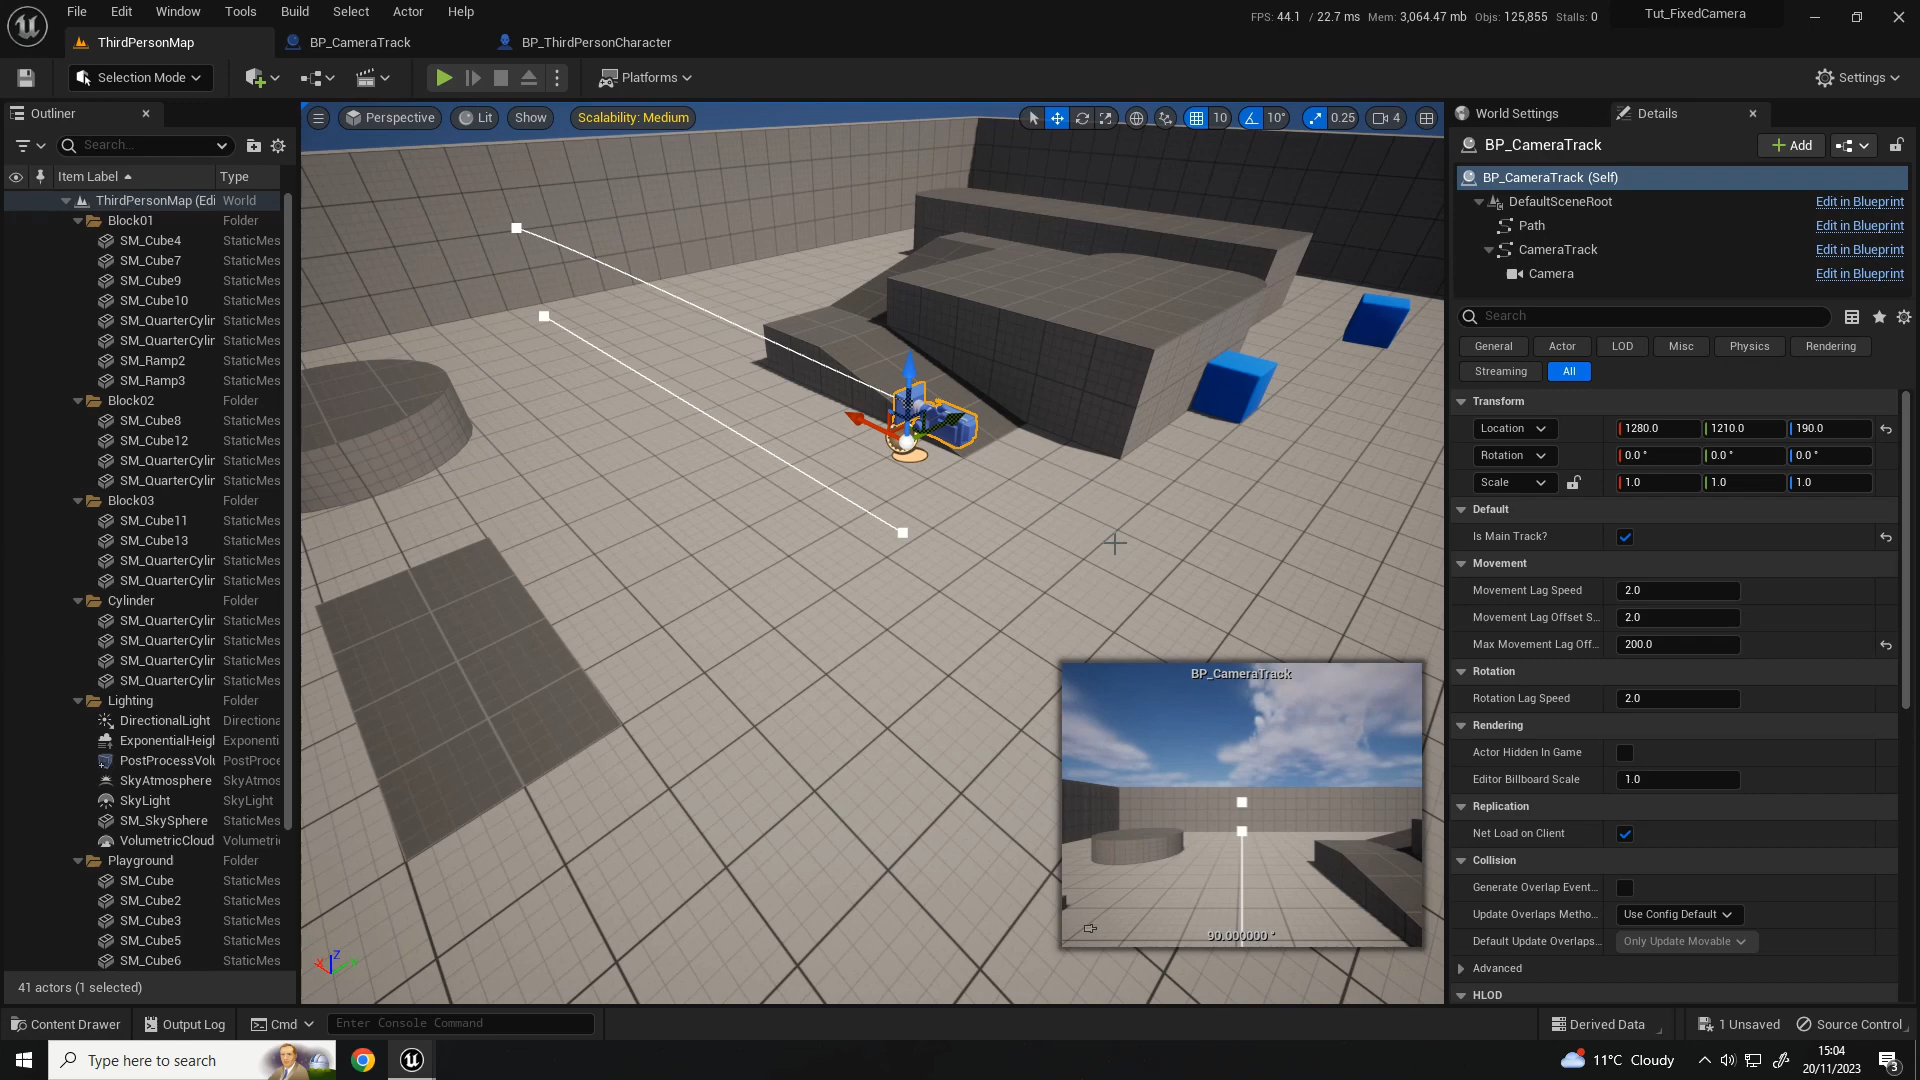 File Edit Window Tools Build Select Actor Help
FPS: 44.1 / 22.7 ms Mem: 3,064.47 mb Objs: 125,855 Stalls: 0
Tut_FixedCamera
ThirdPersonMap
BP_CameraTrack
BP_ThirdPersonCharacter
Selection Mode
Platforms
Settings
Outliner
Search...
Item Label Type
ThirdPersonMap (Edi World
Block01 Folder
SM_Cube4 StaticMes
SM_Cube7 StaticMes
SM_Cube9 StaticMes
SM_Cube10 StaticMes
SM_QuarterCylir StaticMes
SM_QuarterCylir StaticMes
SM_Ramp2 StaticMes
SM_Ramp3 StaticMes
Block02 Folder
SM_Cube8 StaticMes
SM_Cube12 StaticMes
SM_QuarterCylir StaticMes
SM_QuarterCylir StaticMes
Block03 Folder
SM_Cube11 StaticMes
SM_Cube13 StaticMes
SM_QuarterCylir StaticMes
SM_QuarterCylir StaticMes
Cylinder Folder
SM_QuarterCylir StaticMes
SM_QuarterCylir StaticMes
SM_QuarterCylir StaticMes
SM_QuarterCylir StaticMes
Lighting Folder
DirectionalLight Directiona
ExponentialHeigl Exponenti
PostProcessVolu PostProce
SkyAtmosphere SkyAtmos
SkyLight SkyLight
SM_SkySphere StaticMes
VolumetricCloud Volumetric
Playground Folder
SM_Cube StaticMes
SM_Cube2 StaticMes
SM_Cube3 StaticMes
SM_Cube5 StaticMes
SM_Cube6 StaticMes
41 actors (1 selected)
Perspective Lit Show Scalability: Medium
10 10° 0.25 4
X Z
BP_CameraTrack
90.000000 °
World Settings Details
BP_CameraTrack
Add
BP_CameraTrack (Self)
DefaultSceneRoot Edit in Blueprint
Path Edit in Blueprint
CameraTrack Edit in Blueprint
Camera Edit in Blueprint
Search
General Actor LOD Misc Physics Rendering
Streaming All
Transform
Location 1280.0 1210.0 190.0
Rotation 0.0 ° 0.0 ° 0.0 °
Scale 1.0 1.0 1.0
Default
Is Main Track?
Movement
Movement Lag Speed 2.0
Movement Lag Offset S... 2.0
Max Movement Lag Off... 200.0
Rotation
Rotation Lag Speed 2.0
Rendering
Actor Hidden In Game
Editor Billboard Scale 1.0
Replication
Net Load on Client
Collision
Generate Overlap Event...
Update Overlaps Metho... Use Config Default
Default Update Overlaps... Only Update Movable
Advanced
HLOD
Content Drawer Output Log Cmd Enter Console Command
Derived Data 1 Unsaved Source Control
Type here to search
11°C Cloudy
15:04
20/11/2023
3